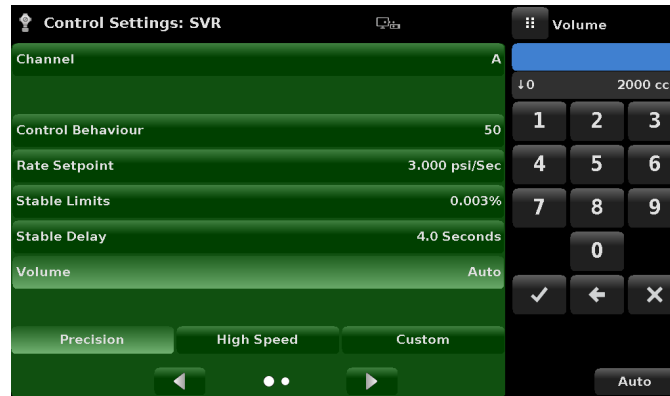 Control Settings: SVR
Channel A
Control Behaviour 50
Rate Setpoint 3.000 psi/Sec
Stable Limits 0.003%
Stable Delay 4.0 Seconds
Volume Auto
Precision High Speed Custom
Volume
↓0 2000 cc
1 2 3
4 5 6
7 8 9
0
Auto